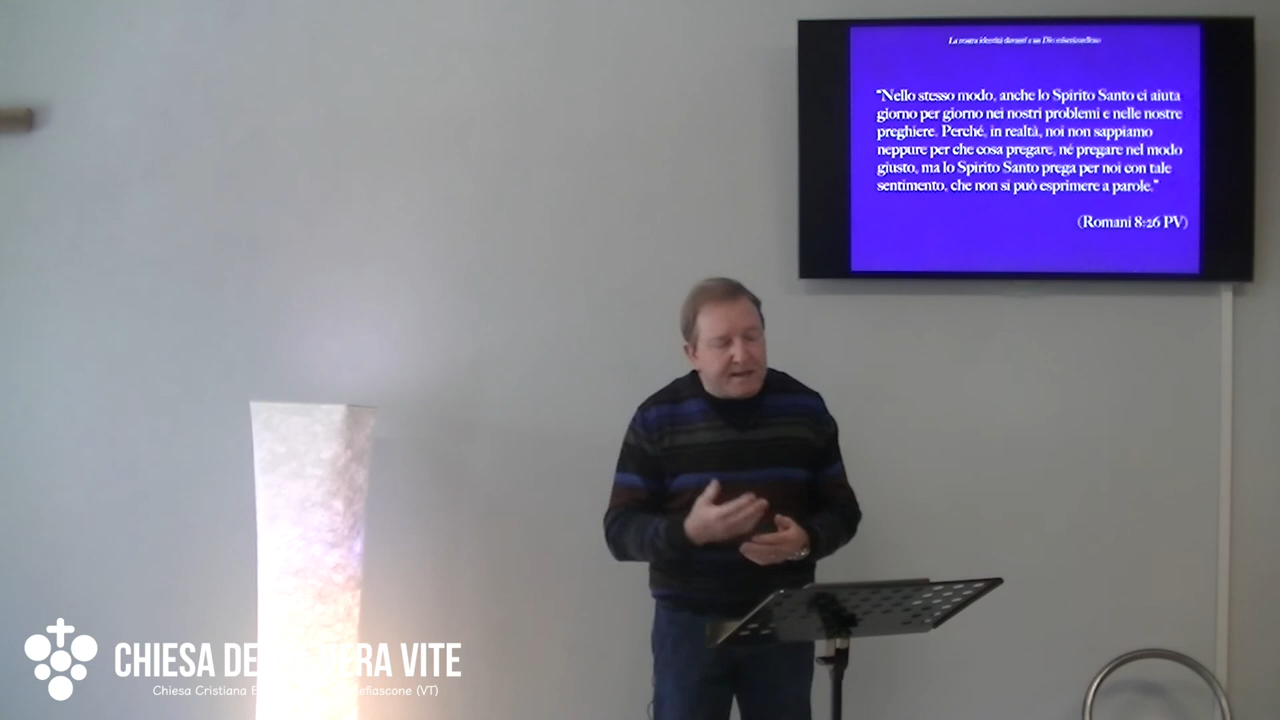 La nostra identità davanti a un Dio misericordioso
"Nello stesso modo, anche lo Spirito Santo ci aiuta
giorno per giorno nei nostri problemi e nelle nostre
preghiere. Perché, in realtà, noi non sappiamo
neppure per che cosa pregare, né pregare nel modo
giusto, ma lo Spirito Santo prega per noi con tale
sentimento, che non si può esprimere a parole."
(Romani 8:26 PV)
CHIESA DELLA VERA VITE
Chiesa Cristiana efiascone (VT)